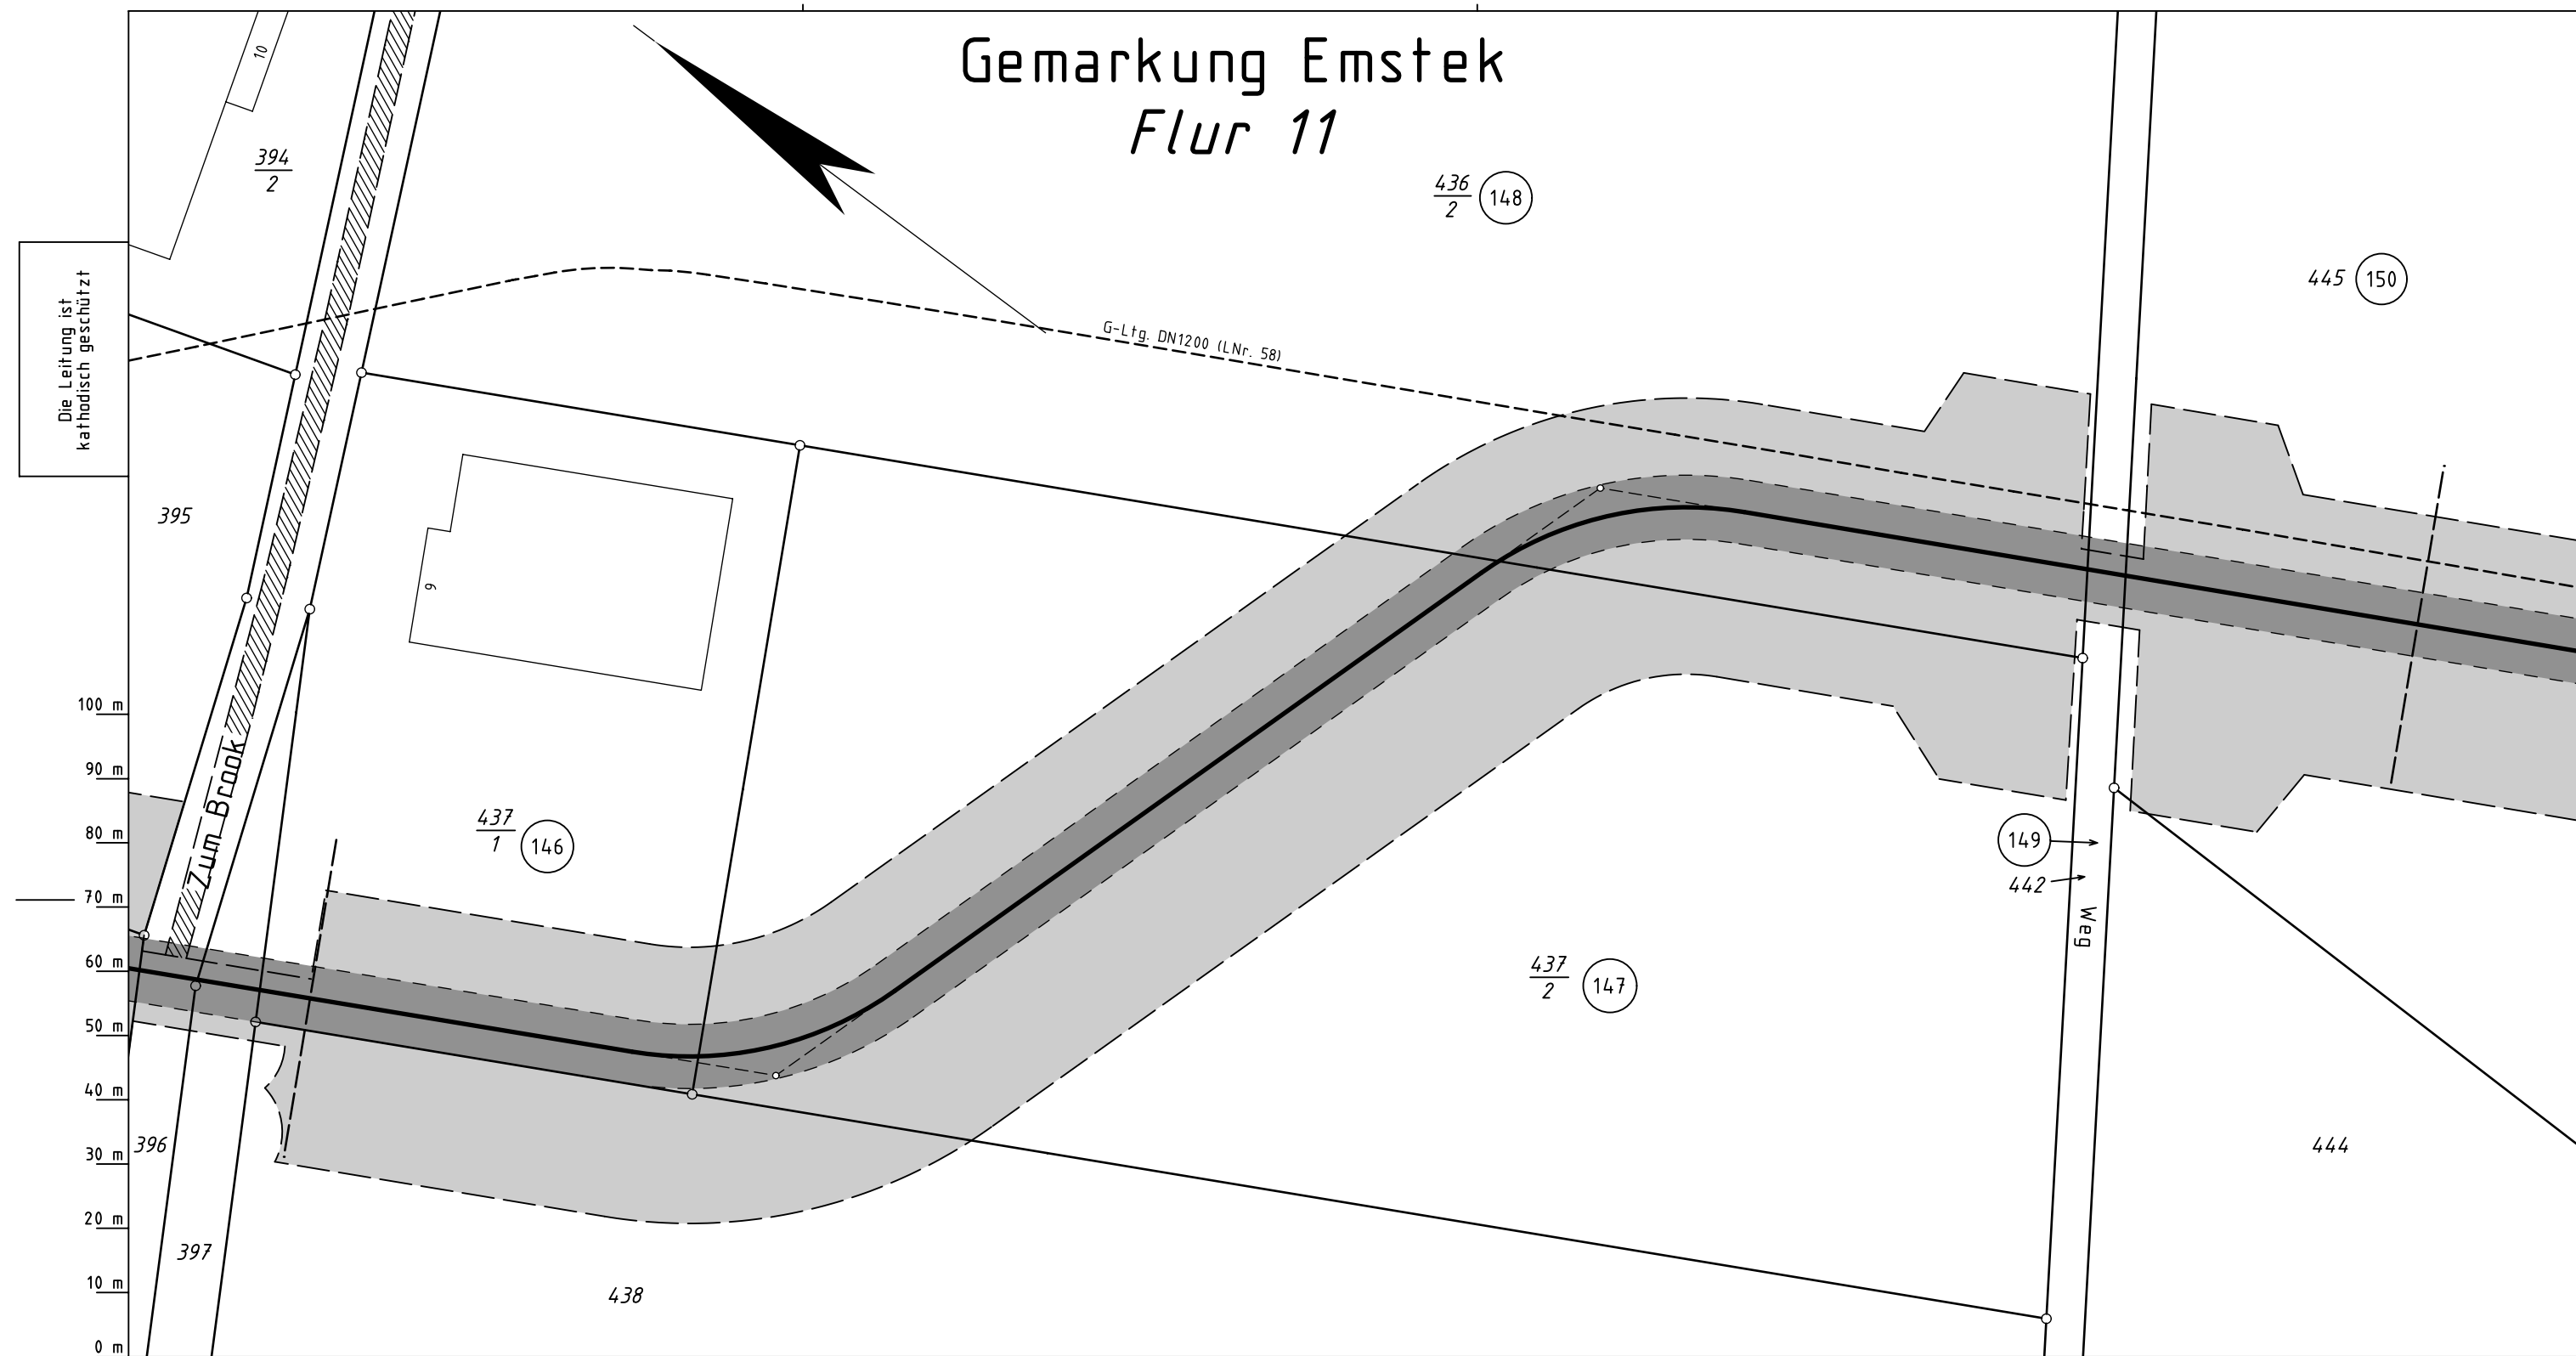 Gemarkung Emstek
Flur 11
10
394
2
436
2
148
445
150
Die Leitung ist
kathodisch geschützt
G-Ltg. DN1200 (LNr. 58)
395
9
100 m
90 m
80 m
70 m
60 m
50 m
40 m
30 m
20 m
10 m
0 m
Zum Brook
437
1
146
149
442
Weg
437
2
147
396
444
397
438